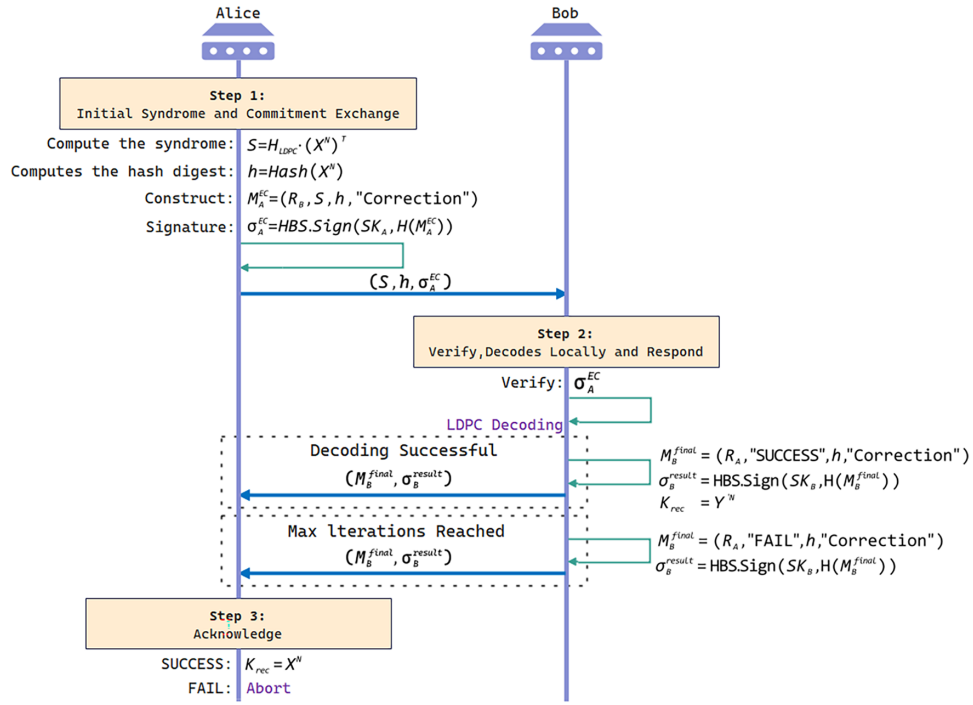 Alice Bob
Step 1:
Initial Syndrome and Commitment Exchange
Compute the syndrome: S=H_LDPC·(X^N)^T
Computes the hash digest: h=Hash(X^N)
Construct: M_A^EC=(R_B,S,h,"Correction")
Signature: σ_A^EC=HBS.Sign(SK_A,H(M_A^EC))
(S,h,σ_A^EC)
Step 2:
Verify,Decodes Locally and Respond
Verify: σ_A^EC
LDPC Decoding
Decoding Successful
(M_B^final,σ_B^result)
M_B^final=(R_A,"SUCCESS",h,"Correction")
σ_B^result=HBS.Sign(SK_B,H(M_B^final))
K_rec =Y^'N
Max lterations Reached
(M_B^final,σ_B^result)
M_B^final=(R_A,"FAIL",h,"Correction")
σ_B^result=HBS.Sign(SK_B,H(M_B^final))
Step 3:
Acknowledge
SUCCESS: K_rec=X^N
FAIL: Abort